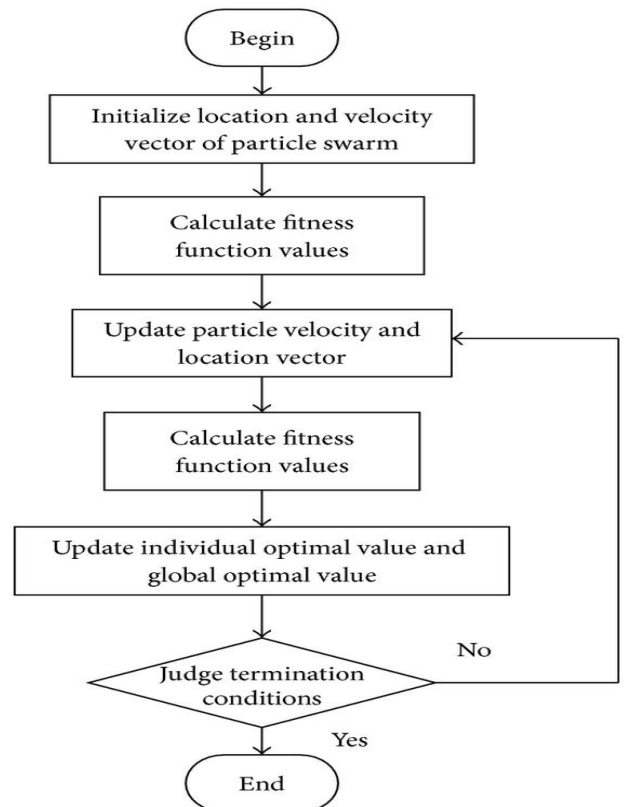 Begin
Initialize location and velocity
vector of particle swarm
Calculate fitness
function values
Update particle velocity and
location vector
Calculate fitness
function values
Update individual optimal value and
global optimal value
Judge termination
conditions
No
Yes
End